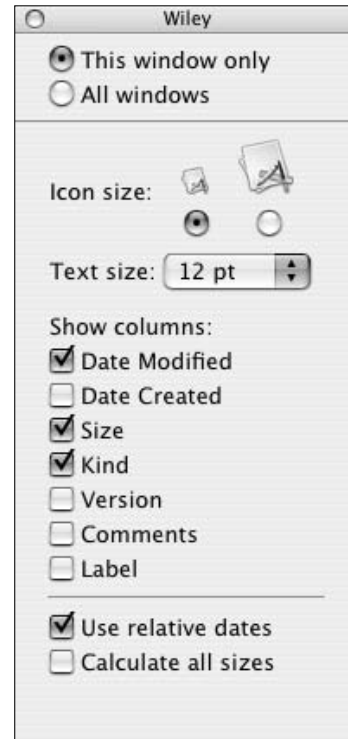 Wiley
This window only
All windows
Icon size:
Text size: 12 pt
Show columns:
Date Modified
Date Created
Size
Kind
Version
Comments
Label
Use relative dates
Calculate all sizes